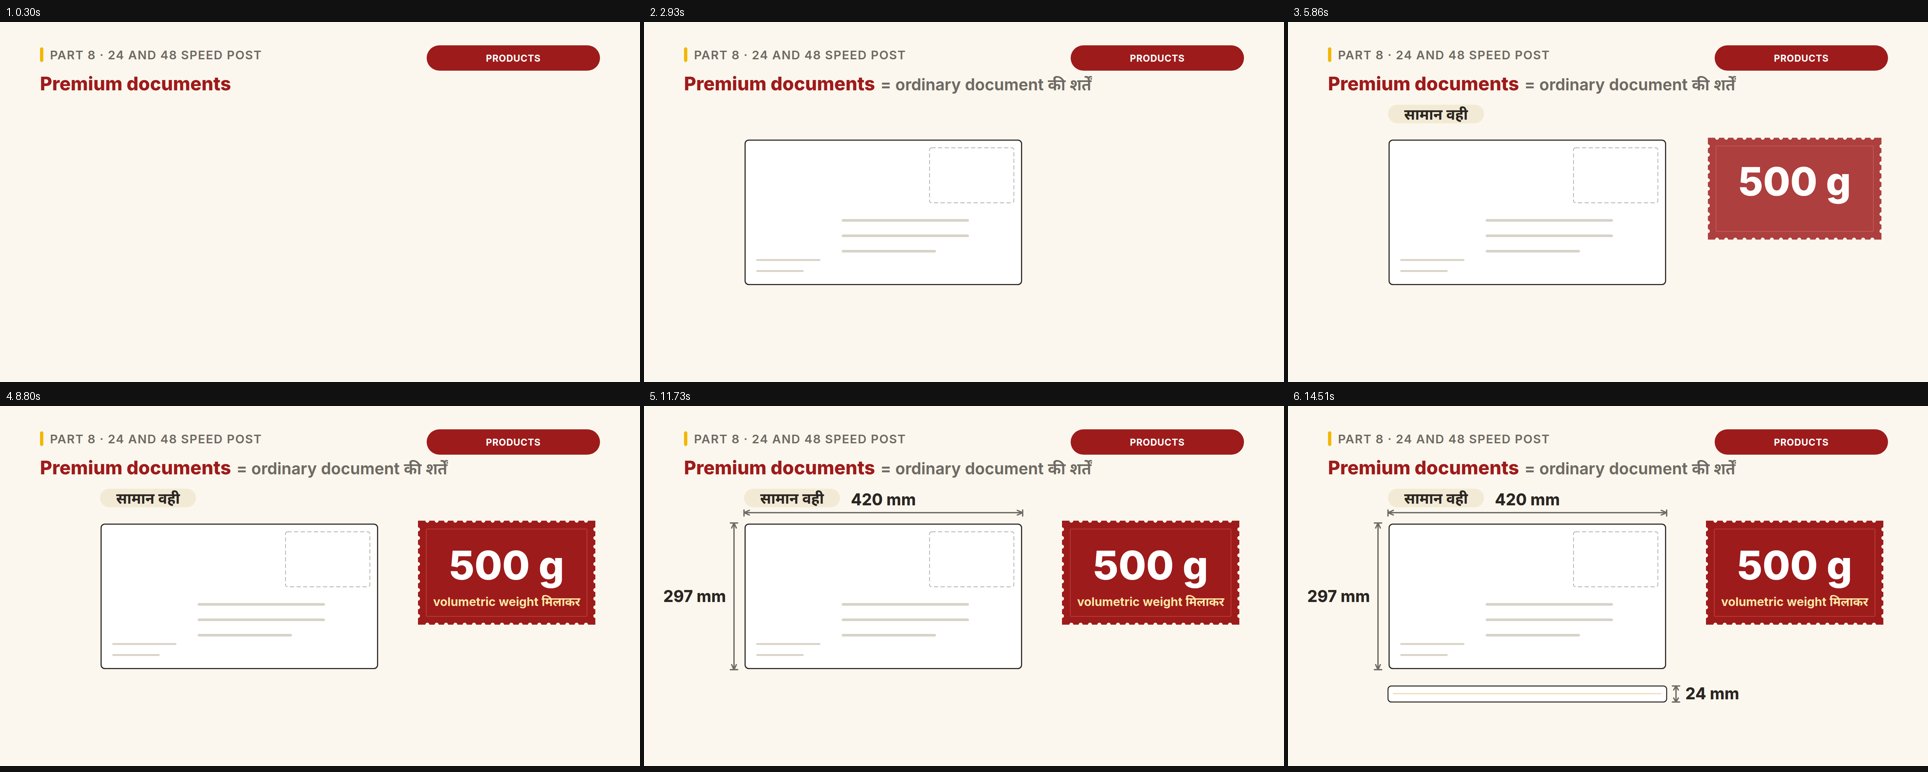 1. 0.30s
PART 8 · 24 AND 48 SPEED POST
PRODUCTS
Premium documents
2. 2.93s
PART 8 · 24 AND 48 SPEED POST
PRODUCTS
Premium documents = ordinary document की शर्तें
3. 5.86s
PART 8 · 24 AND 48 SPEED POST
PRODUCTS
Premium documents = ordinary document की शर्तें
सामान वही
500 g
4. 8.80s
PART 8 · 24 AND 48 SPEED POST
PRODUCTS
Premium documents = ordinary document की शर्तें
सामान वही
500 g
volumetric weight मिलाकर
5. 11.73s
PART 8 · 24 AND 48 SPEED POST
PRODUCTS
Premium documents = ordinary document की शर्तें
सामान वही
420 mm
500 g
297 mm
volumetric weight मिलाकर
6. 14.51s
PART 8 · 24 AND 48 SPEED POST
PRODUCTS
Premium documents = ordinary document की शर्तें
सामान वही
420 mm
500 g
297 mm
volumetric weight मिलाकर
24 mm